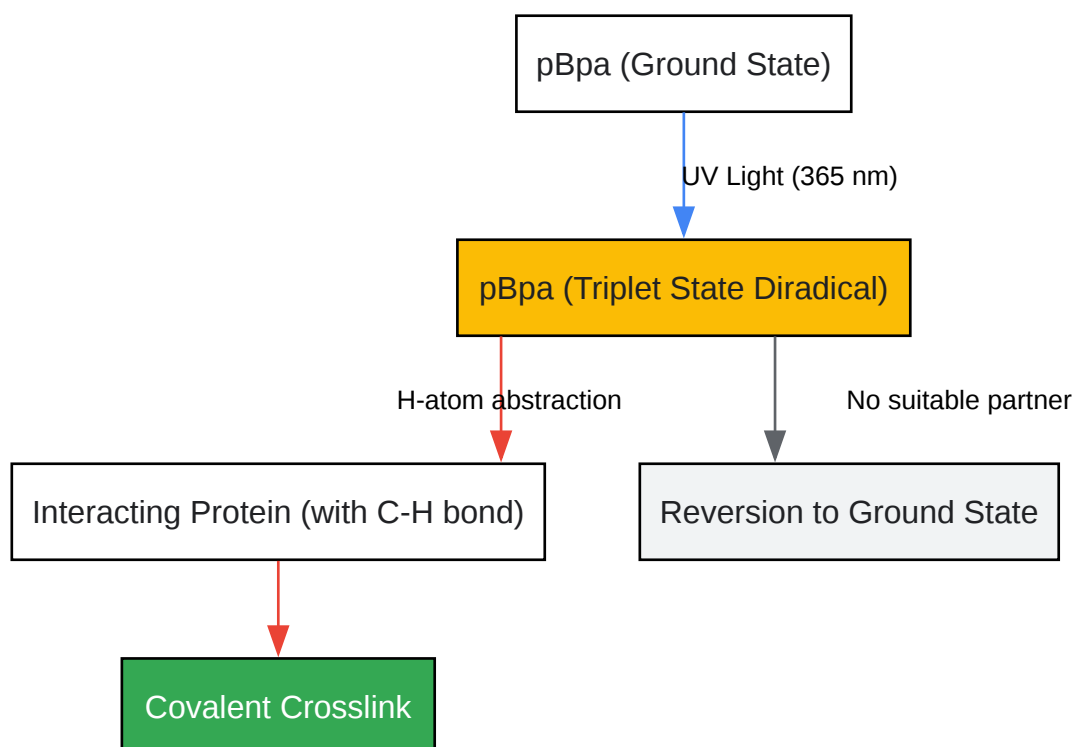 pBpa (Ground State)
UV Light (365 nm)
pBpa (Triplet State Diradical)
H-atom abstraction
No suitable partner
Interacting Protein (with C-H bond)
Reversion to Ground State
Covalent Crosslink